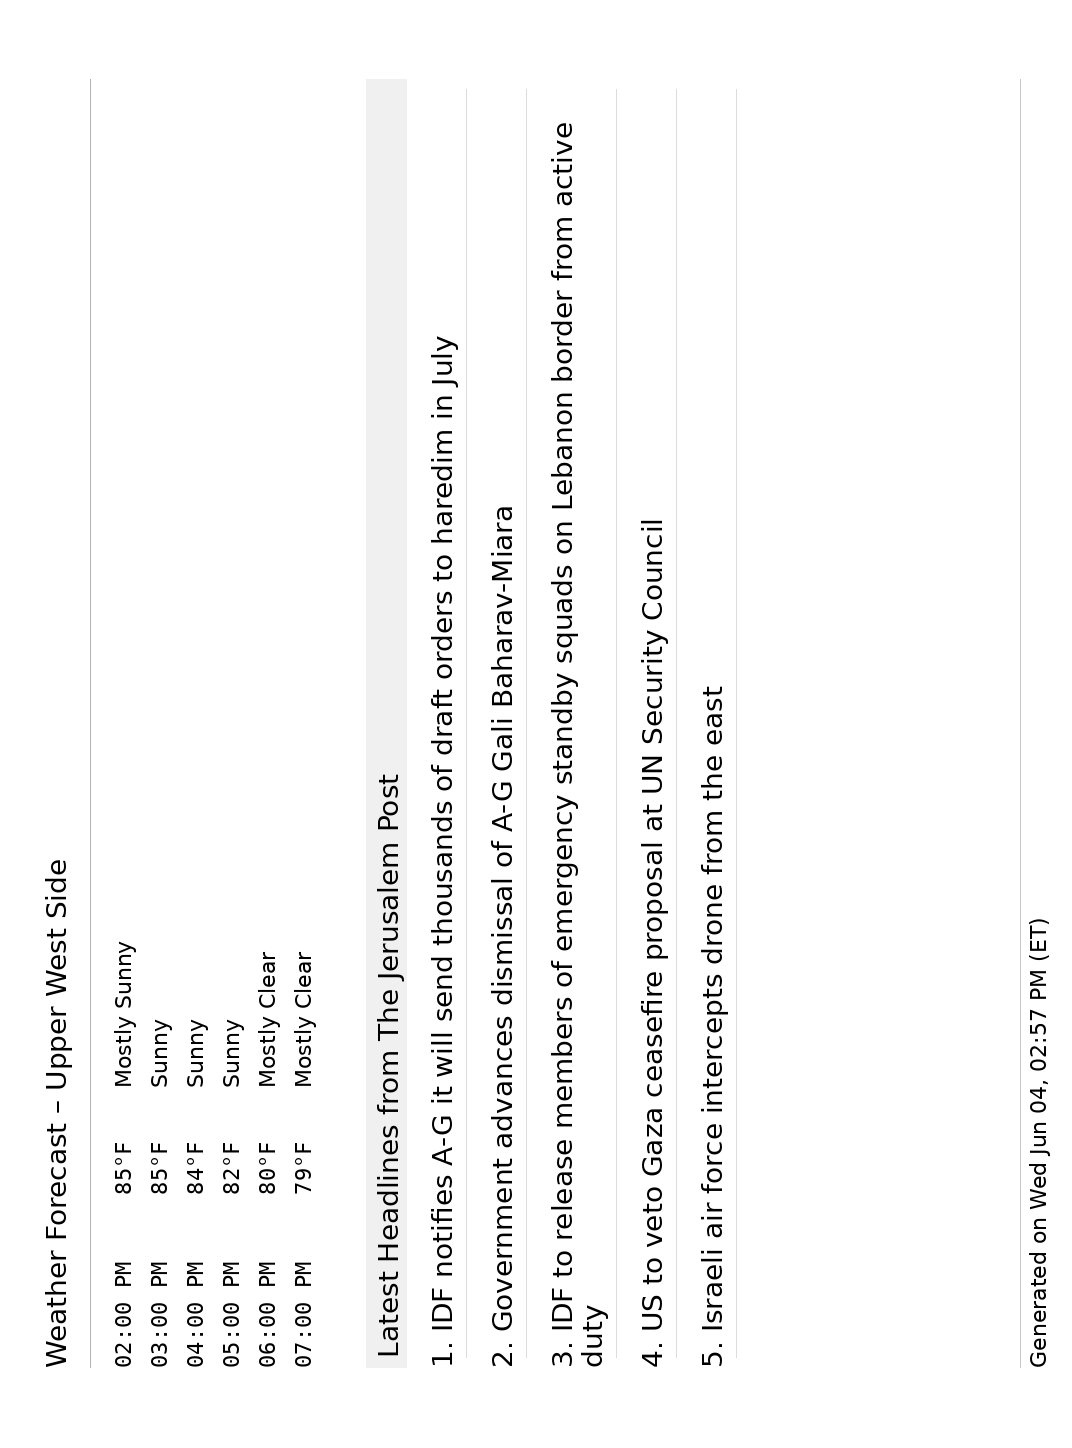 Weather Forecast – Upper West Side
02:00 PM 85°F Mostly Sunny
03:00 PM 85°F Sunny
04:00 PM 84°F Sunny
05:00 PM 82°F Sunny
06:00 PM 80°F Mostly Clear
07:00 PM 79°F Mostly Clear
Latest Headlines from The Jerusalem Post
1. IDF notifies A-G it will send thousands of draft orders to haredim in July
2. Government advances dismissal of A-G Gali Baharav-Miara
3. IDF to release members of emergency standby squads on Lebanon border from active
duty
4. US to veto Gaza ceasefire proposal at UN Security Council
5. Israeli air force intercepts drone from the east
Generated on Wed Jun 04, 02:57 PM (ET)